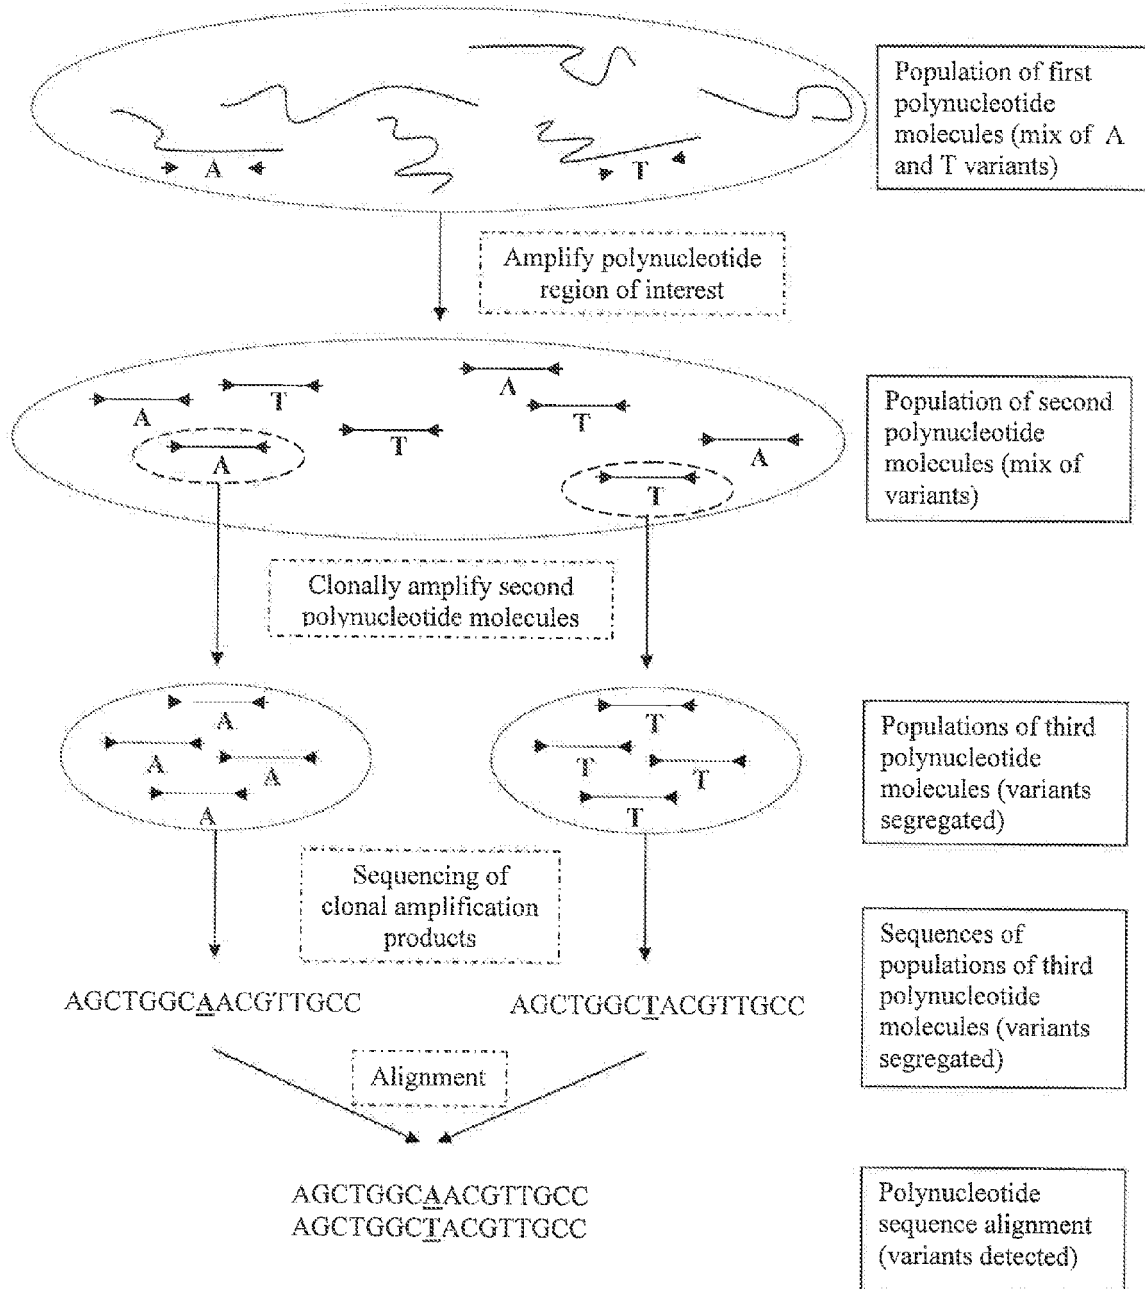 Population of first
polynucleotide
molecules (mix of A
and T variants)
A
T
Amplify polynucleotide
region of interest
A
T
A
T
T
A
A
T
Population of second
polynucleotide
molecules (mix of
variants)
Clonally amplify second
polynucleotide molecules
A
A
A
A
T
T
T
T
Populations of third
polynucleotide
molecules (variants
segregated)
Sequencing of
clonal amplification
products
Sequences of
populations of third
polynucleotide
molecules (variants
segregated)
AGCTGGCAACGTTGCC
AGCTGGCTACGTTGCC
Alignment
AGCTGGCAACGTTGCC
AGCTGGCTACGTTGCC
Polynucleotide
sequence alignment
(variants detected)